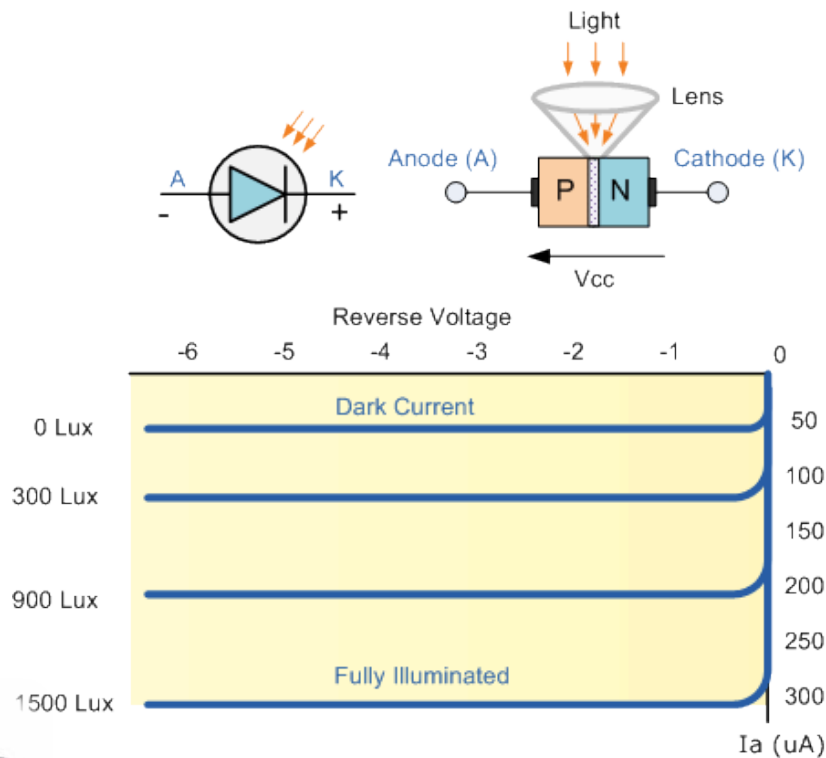 Light
Lens
A
K
-
+
Anode (A)
Cathode (K)
P
N
Vcc
Reverse Voltage
-6 -5 -4 -3 -2 -1 0
Dark Current
0 Lux
50
100
300 Lux
150
900 Lux
200
250
Fully Illuminated
1500 Lux
300
Ia (uA)